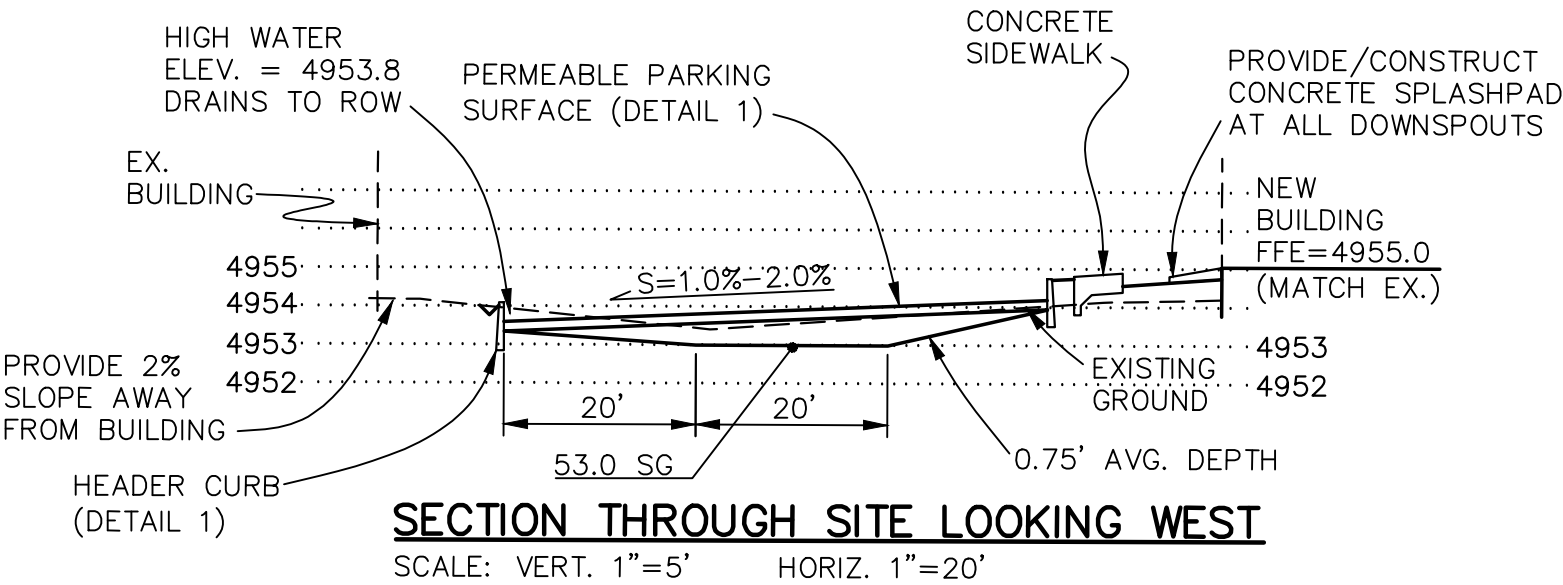 HIGH WATER
ELEV. = 4953.8
DRAINS TO ROW
PERMEABLE PARKING
SURFACE (DETAIL 1)
CONCRETE
SIDEWALK
PROVIDE/CONSTRUCT
CONCRETE SPLASHPAD
AT ALL DOWNSPOUTS
EX.
BUILDING
NEW
BUILDING
FFE=4955.0
(MATCH EX.)
4955
4954
4953
4952
S=1.0%-2.0%
4953
4952
PROVIDE 2%
SLOPE AWAY
FROM BUILDING
20'
20'
EXISTING
GROUND
53.0 SG
0.75' AVG. DEPTH
HEADER CURB
(DETAIL 1)
SECTION THROUGH SITE LOOKING WEST
SCALE: VERT. 1"=5' HORIZ. 1"=20'